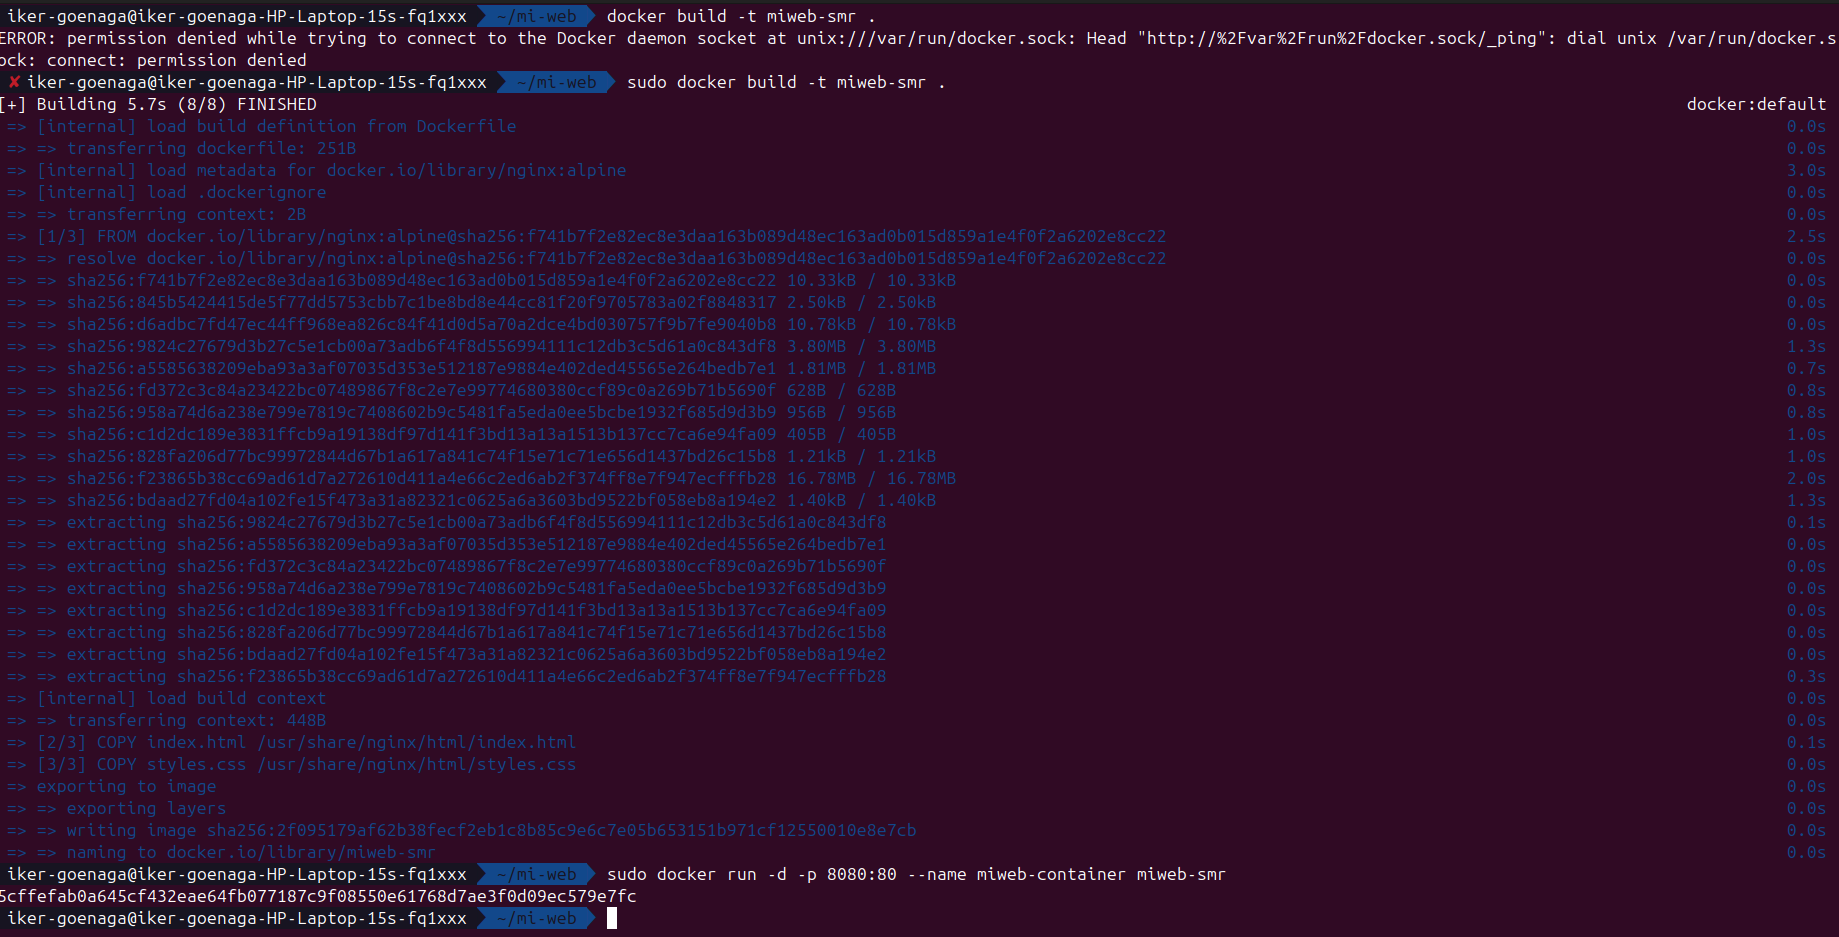 iker-goenaga@iker-goenaga-HP-Laptop-15s-fq1xxx ~/mi-web docker build -t miweb-smr .
ERROR: permission denied while trying to connect to the Docker daemon socket at unix:///var/run/docker.sock: Head "http://%2Fvar%2Frun%2Fdocker.sock/_ping": dial unix /var/run/docker.s
ock: connect: permission denied
✘ iker-goenaga@iker-goenaga-HP-Laptop-15s-fq1xxx ~/mi-web sudo docker build -t miweb-smr .
[+] Building 5.7s (8/8) FINISHED docker:default
=> [internal] load build definition from Dockerfile 0.0s
=> => transferring dockerfile: 251B 0.0s
=> [internal] load metadata for docker.io/library/nginx:alpine 3.0s
=> [internal] load .dockerignore 0.0s
=> => transferring context: 2B 0.0s
=> [1/3] FROM docker.io/library/nginx:alpine@sha256:f741b7f2e82ec8e3daa163b089d48ec163ad0b015d859a1e4f0f2a6202e8cc22 2.5s
=> => resolve docker.io/library/nginx:alpine@sha256:f741b7f2e82ec8e3daa163b089d48ec163ad0b015d859a1e4f0f2a6202e8cc22 0.0s
=> => sha256:f741b7f2e82ec8e3daa163b089d48ec163ad0b015d859a1e4f0f2a6202e8cc22 10.33kB / 10.33kB 0.0s
=> => sha256:845b5424415de5f77dd5753cbb7c1be8bd8e44cc81f20f9705783a02f8848317 2.50kB / 2.50kB 0.0s
=> => sha256:d6adbc7fd47ec44ff968ea826c84f41d0d5a70a2dce4bd030757f9b7fe9040b8 10.78kB / 10.78kB 0.0s
=> => sha256:9824c27679d3b27c5e1cb00a73adb6f4f8d556994111c12db3c5d61a0c843df8 3.80MB / 3.80MB 1.3s
=> => sha256:a5585638209eba93a3af07035d353e512187e9884e402ded45565e264bedb7e1 1.81MB / 1.81MB 0.7s
=> => sha256:fd372c3c84a23422bc07489867f8c2e7e99774680380ccf89c0a269b71b5690f 628B / 628B 0.8s
=> => sha256:958a74d6a238e799e7819c7408602b9c5481fa5eda0ee5bcbe1932f685d9d3b9 956B / 956B 0.8s
=> => sha256:c1d2dc189e3831ffcb9a19138df97d141f3bd13a13a1513b137cc7ca6e94fa09 405B / 405B 1.0s
=> => sha256:828fa206d77bc99972844d67b1a617a841c74f15e71c71e656d1437bd26c15b8 1.21kB / 1.21kB 1.0s
=> => sha256:f23865b38cc69ad61d7a272610d411a4e66c2ed6ab2f374ff8e7f947ecfffb28 16.78MB / 16.78MB 2.0s
=> => sha256:bdaad27fd04a102fe15f473a31a82321c0625a6a3603bd9522bf058eb8a194e2 1.40kB / 1.40kB 1.3s
=> => extracting sha256:9824c27679d3b27c5e1cb00a73adb6f4f8d556994111c12db3c5d61a0c843df8 0.1s
=> => extracting sha256:a5585638209eba93a3af07035d353e512187e9884e402ded45565e264bedb7e1 0.0s
=> => extracting sha256:fd372c3c84a23422bc07489867f8c2e7e99774680380ccf89c0a269b71b5690f 0.0s
=> => extracting sha256:958a74d6a238e799e7819c7408602b9c5481fa5eda0ee5bcbe1932f685d9d3b9 0.0s
=> => extracting sha256:c1d2dc189e3831ffcb9a19138df97d141f3bd13a13a1513b137cc7ca6e94fa09 0.0s
=> => extracting sha256:828fa206d77bc99972844d67b1a617a841c74f15e71c71e656d1437bd26c15b8 0.0s
=> => extracting sha256:bdaad27fd04a102fe15f473a31a82321c0625a6a3603bd9522bf058eb8a194e2 0.0s
=> => extracting sha256:f23865b38cc69ad61d7a272610d411a4e66c2ed6ab2f374ff8e7f947ecfffb28 0.3s
=> [internal] load build context 0.0s
=> => transferring context: 448B 0.0s
=> [2/3] COPY index.html /usr/share/nginx/html/index.html 0.1s
=> [3/3] COPY styles.css /usr/share/nginx/html/styles.css 0.0s
=> exporting to image 0.0s
=> => exporting layers 0.0s
=> => writing image sha256:2f095179af62b38fecf2eb1c8b85c9e6c7e05b653151b971cf12550010e8e7cb 0.0s
=> => naming to docker.io/library/miweb-smr 0.0s
iker-goenaga@iker-goenaga-HP-Laptop-15s-fq1xxx ~/mi-web sudo docker run -d -p 8080:80 --name miweb-container miweb-smr
5cffefab0a645cf432eae64fb077187c9f08550e61768d7ae3f0d09ec579e7fc
iker-goenaga@iker-goenaga-HP-Laptop-15s-fq1xxx ~/mi-web